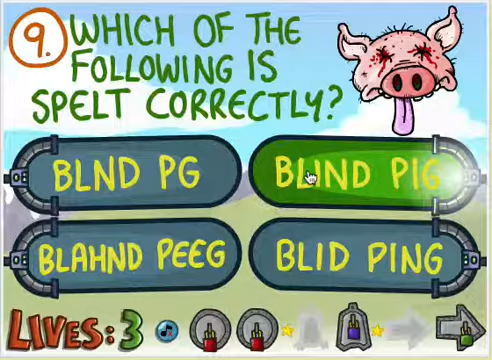 9. WHICH OF THE
FOLLOWING IS
SPELT CORRECTLY?
BLND PG
BLIND PIG
BLAHND PEEG
BLID PING
LIVES: 3